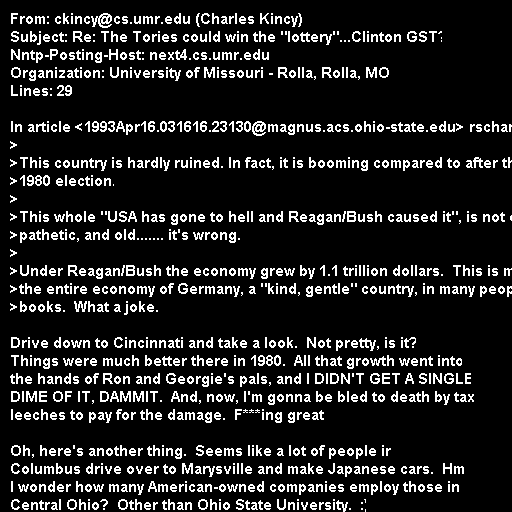 From: ckincy@cs.umr.edu (Charles Kincy)
Subject: Re: The Tories could win the "lottery"...Clinton GST?
Nntp-Posting-Host: next4.cs.umr.edu
Organization: University of Missouri - Rolla, Rolla, MO
Lines: 29

In article <1993Apr16.031616.23130@magnus.acs.ohio-state.edu> rschar
>
>This country is hardly ruined. In fact, it is booming compared to after th
>1980 election.
>
>This whole "USA has gone to hell and Reagan/Bush caused it", is not
>pathetic, and old....... it's wrong.
>
>Under Reagan/Bush the economy grew by 1.1 trillion dollars.  This is m
>the entire economy of Germany, a "kind, gentle" country, in many peop
>books.  What a joke.

Drive down to Cincinnati and take a look.  Not pretty, is it?
Things were much better there in 1980.  All that growth went into
the hands of Ron and Georgie's pals, and I DIDN'T GET A SINGLE
DIME OF IT, DAMMIT.  And, now, I'm gonna be bled to death by tax
leeches to pay for the damage.  F***ing great

Oh, here's another thing.  Seems like a lot of people in
Columbus drive over to Marysville and make Japanese cars.  Hm
I wonder how many American-owned companies employ those in
Central Ohio?  Other than Ohio State University.  :)